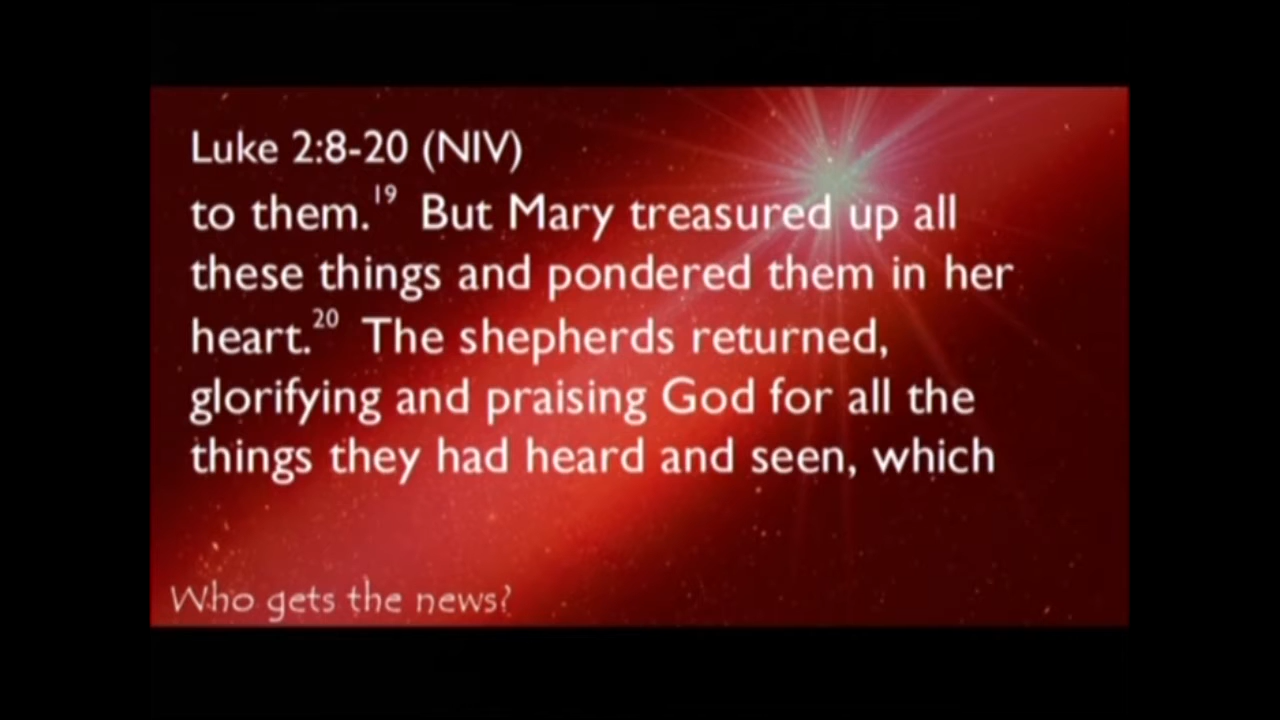 Luke 2:8-20 (NIV)
to them.19 But Mary treasured up all
these things and pondered them in her
heart.20 The shepherds returned,
glorifying and praising God for all the
things they had heard and seen, which
Who gets the news?